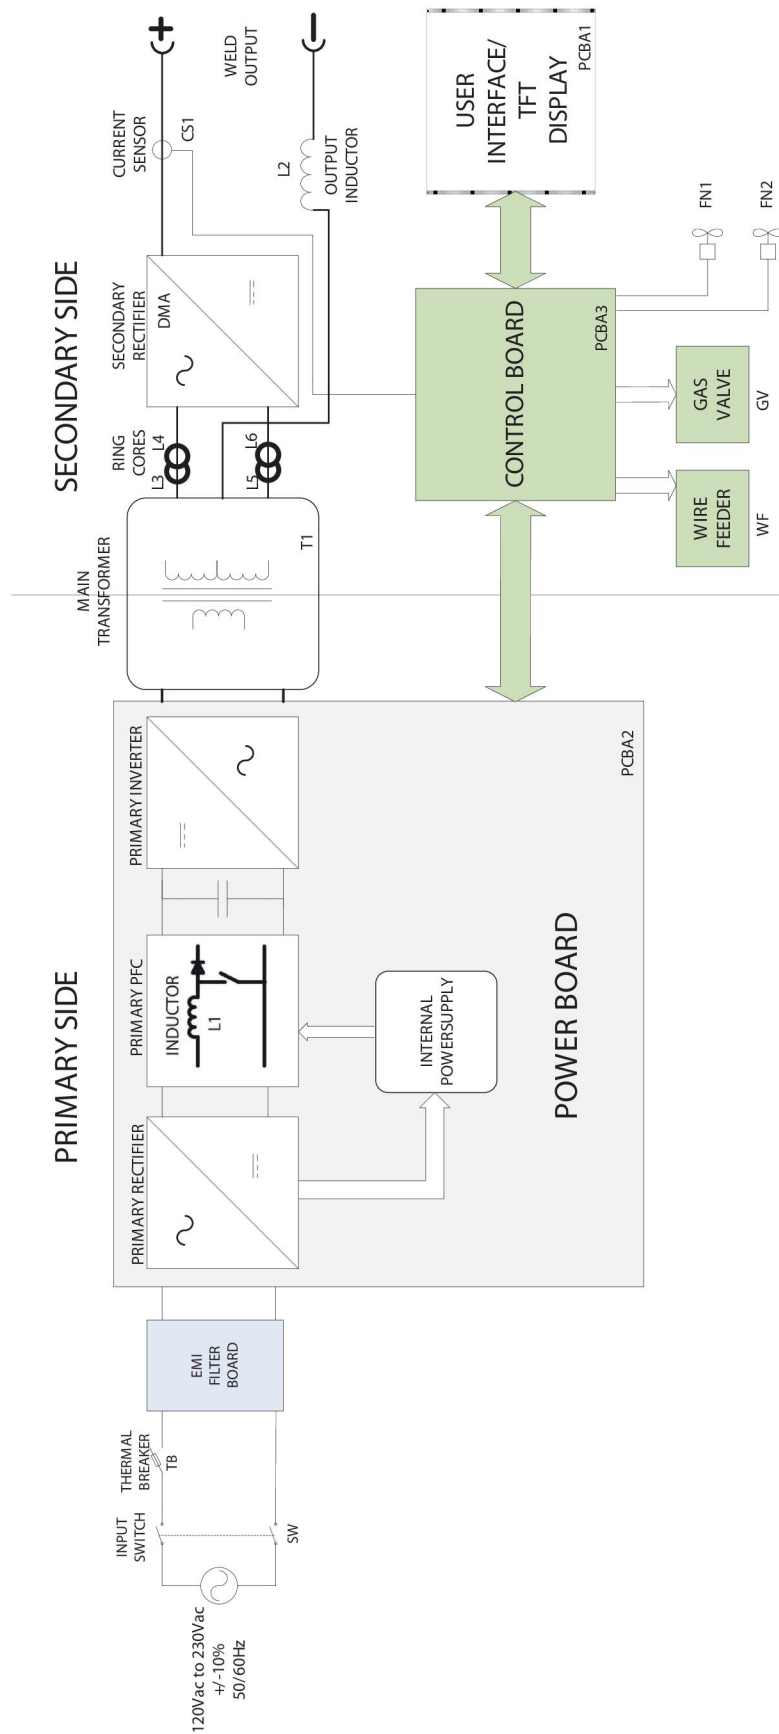 PRIMARY SIDE
SECONDARY SIDE
120Vac to 230Vac
+/-10%
50/60Hz
INPUT
SWITCH
SW
THERMAL
BREAKER
TB
EMI
FILTER
BOARD
PRIMARY RECTIFIER
PRIMARY PFC
INDUCTOR
L1
PRIMARY INVERTER
INTERNAL
POWERSUPPLY
POWER BOARD
PCBA2
MAIN
TRANSFORMER
T1
RING
CORES
L3
L4
L5
L6
SECONDARY
RECTIFIER
DMA
CURRENT
SENSOR
CS1
L2
OUTPUT
INDUCTOR
+
WELD
OUTPUT
-
CONTROL BOARD
PCBA3
USER
INTERFACE/
TFT
DISPLAY
PCBA1
WIRE
FEEDER
WF
GAS
VALVE
GV
FN1
FN2